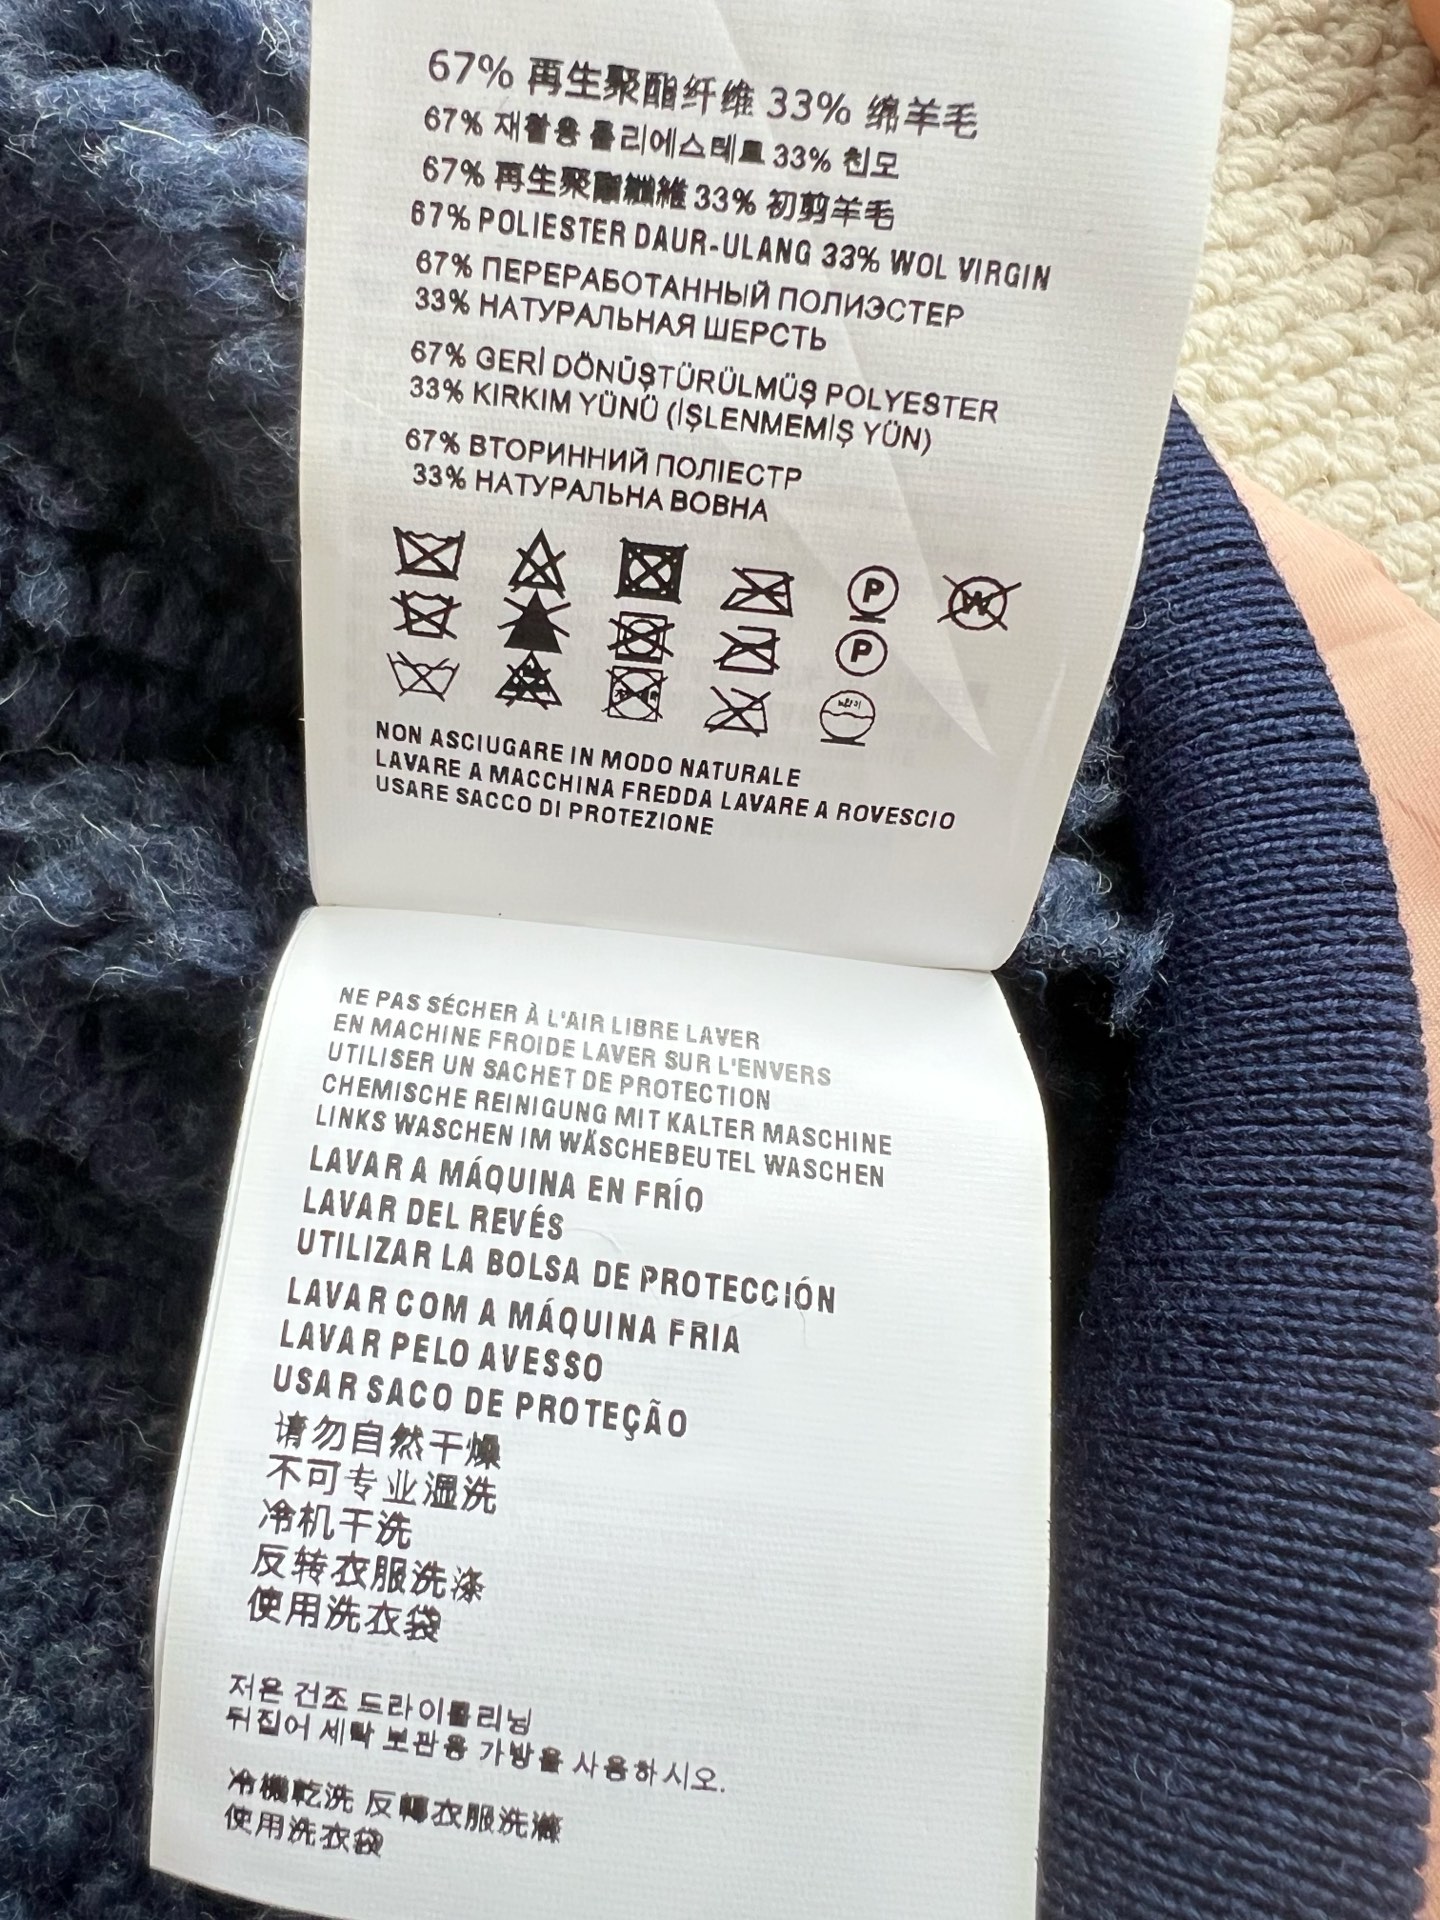 67% 再生聚酯纤维 33% 绵羊毛
67% 재활용 폴리에스테르 33% 친모
67% 再生聚酯纖維 33% 初剪羊毛
67% POLIESTER DAUR-ULANG 33% WOL VIRGIN
67% ПЕРЕРАБОТАННЫЙ ПОЛИЭСТЕР
33% НАТУРАЛЬНАЯ ШЕРСТЬ
67% GERİ DÖNÜŞTÜRÜLMÜŞ POLYESTER
33% KIRKIM YÜNÜ (İŞLENMEMİŞ YÜN)
67% ВТОРИННИЙ ПОЛІЕСТР
33% НАТУРАЛЬНА ВОВНА
P W
P
NON ASCIUGARE IN MODO NATURALE
LAVARE A MACCHINA FREDDA LAVARE A ROVESCIO
USARE SACCO DI PROTEZIONE
NE PAS SÉCHER À L'AIR LIBRE LAVER
EN MACHINE FROIDE LAVER SUR L'ENVERS
UTILISER UN SACHET DE PROTECTION
CHEMISCHE REINIGUNG MIT KALTER MASCHINE
LINKS WASCHEN IM WÄSCHEBEUTEL WASCHEN
LAVAR A MÁQUINA EN FRÍO
LAVAR DEL REVÉS
UTILIZAR LA BOLSA DE PROTECCIÓN
LAVAR COM A MÁQUINA FRIA
LAVAR PELO AVESSO
USAR SACO DE PROTEÇÃO
请勿自然干燥
不可专业湿洗
冷机干洗
反转衣服洗涤
使用洗衣袋
저온 건조 드라이클리닝
뒤집어 세탁 보관용 가방을 사용하시오.
冷機乾洗 反轉衣服洗滌
使用洗衣袋